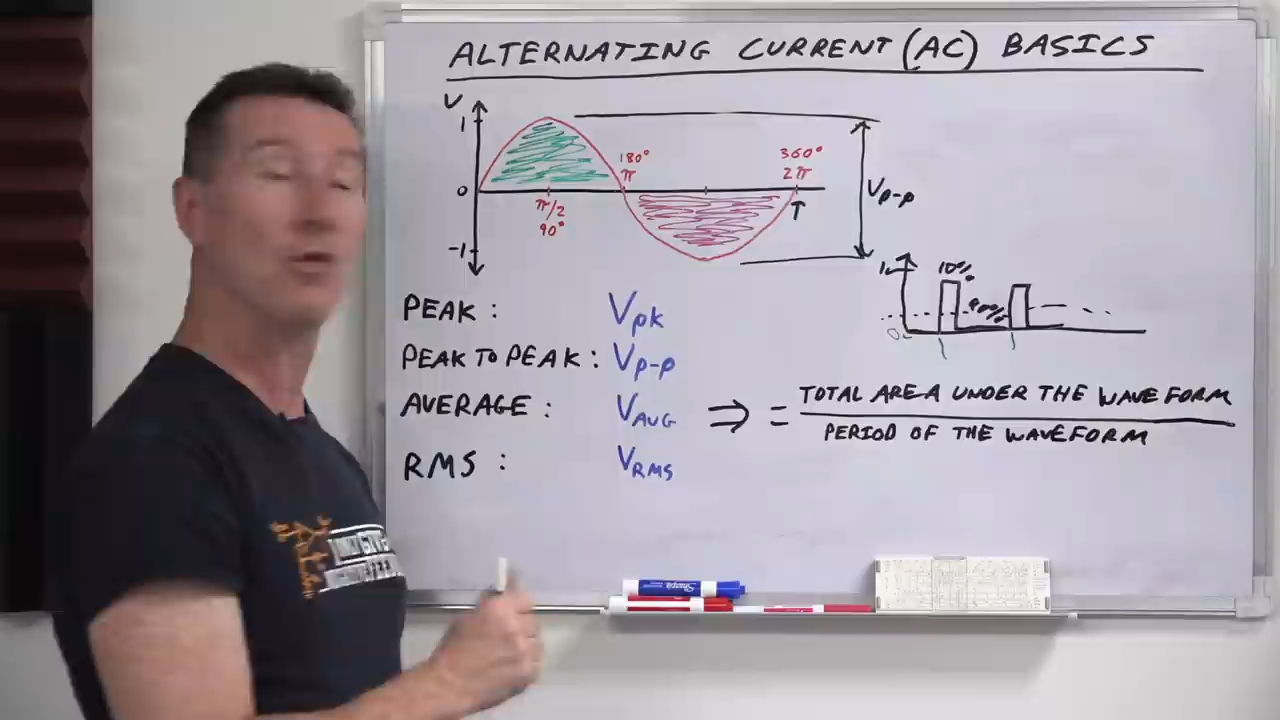 ALTERNATING CURRENT (AC) BASICS
V
1
0
-1
180°
π
π/2
90°
360°
2π
T
Vp-p
1
10%
90%
0
PEAK : Vpk
PEAK TO PEAK : Vp-p
AVERAGE : VAVG ⇒ = TOTAL AREA UNDER THE WAVEFORM
PERIOD OF THE WAVEFORM
RMS : VRMS
Sharpie